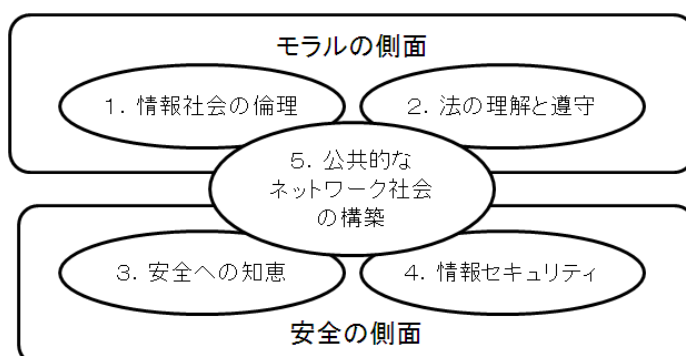 モラルの側面
1. 情報社会の倫理
2. 法の理解と遵守
5. 公共的な
ネットワーク社会
の構築
3. 安全への知恵
4. 情報セキュリティ
安全の側面